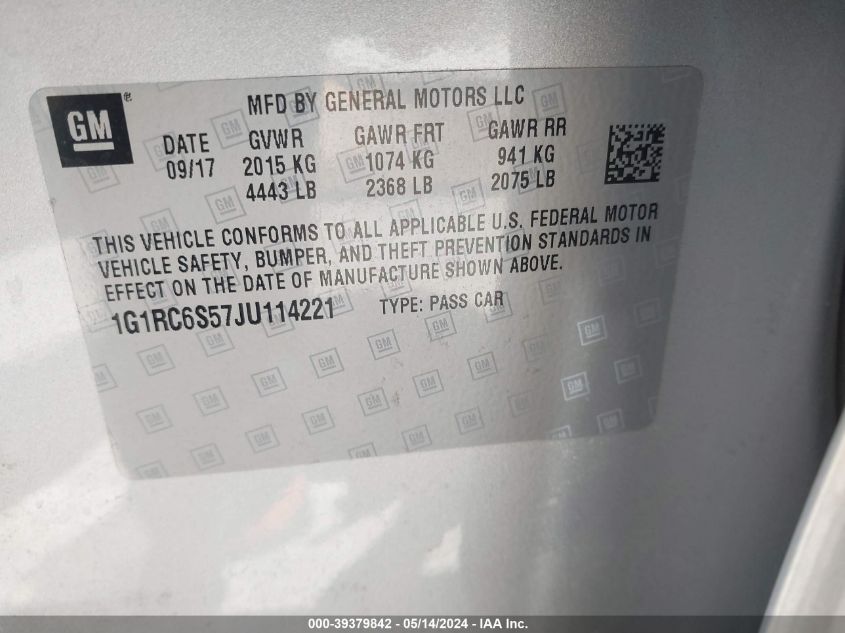 GM
MFD BY GENERAL MOTORS LLC
DATE GVWR GAWR FRT GAWR RR
09/17 2015 KG 1074 KG 941 KG
4443 LB 2368 LB 2075 LB
THIS VEHICLE CONFORMS TO ALL APPLICABLE U.S. FEDERAL MOTOR
VEHICLE SAFETY, BUMPER, AND THEFT PREVENTION STANDARDS IN
EFFECT ON THE DATE OF MANUFACTURE SHOWN ABOVE.
1G1RC6S57JU114221 TYPE: PASS CAR
000-39379842 - 05/14/2024 - IAA Inc.